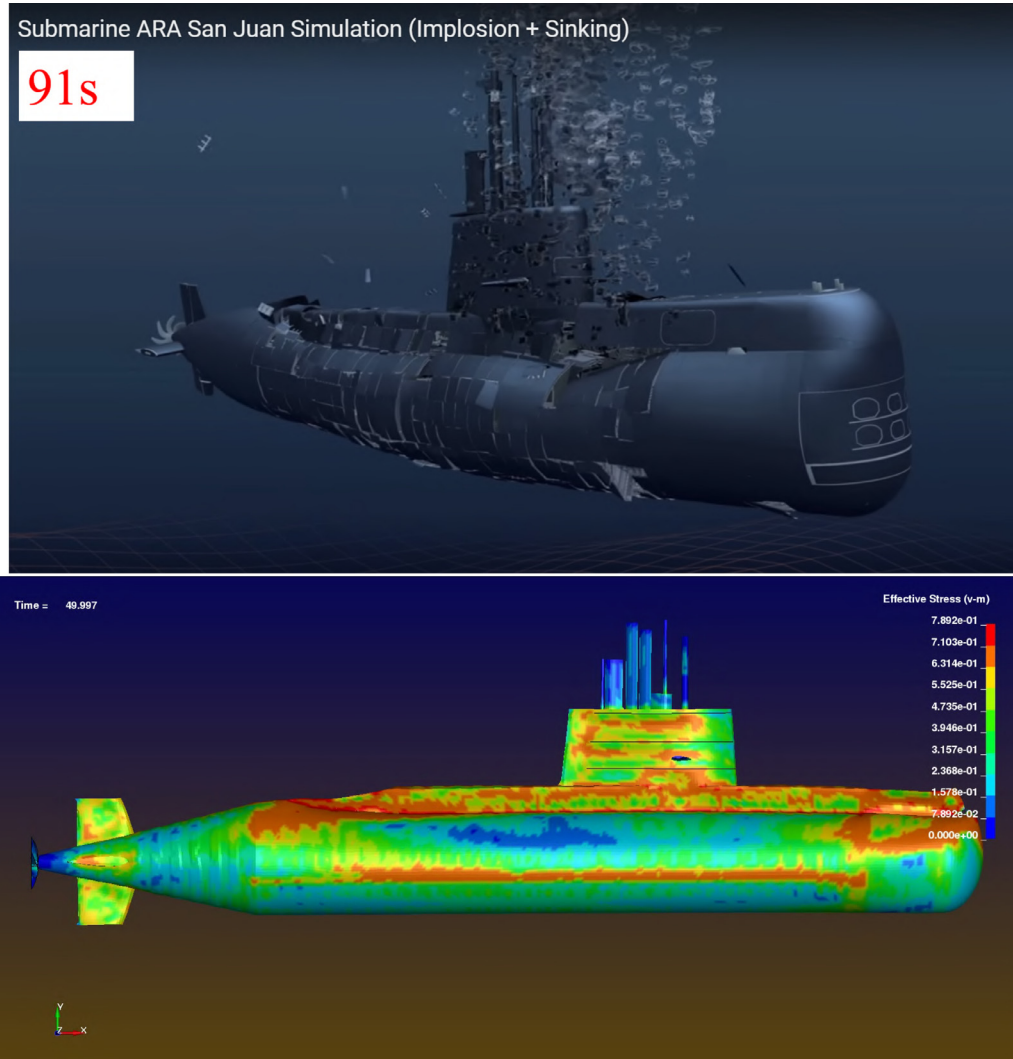 Submarine ARA San Juan Simulation (Implosion + Sinking)
91s
Time = 49.997
Effective Stress (v-m)
7.892e-01
7.103e-01
6.314e-01
5.525e-01
4.735e-01
3.946e-01
3.157e-01
2.368e-01
1.578e-01
7.892e-02
0.000e+00
Y
Z X